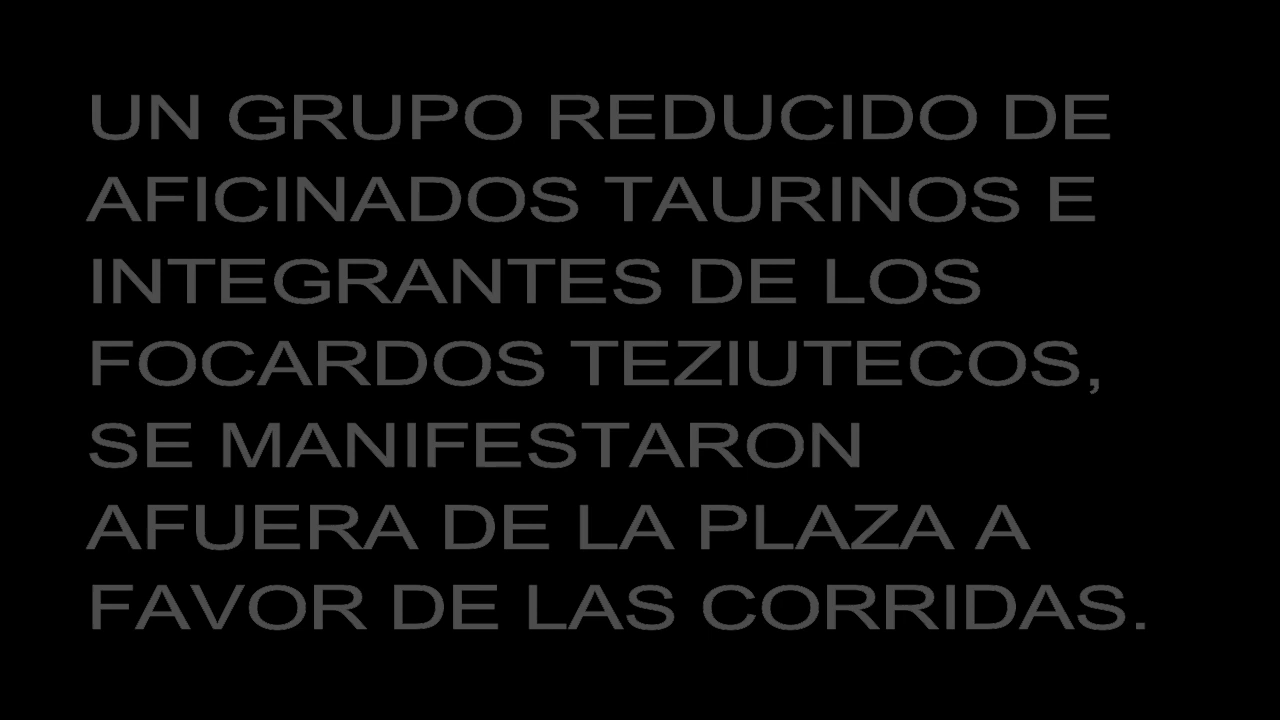 UN GRUPO REDUCIDO DE
AFICINADOS TAURINOS E
INTEGRANTES DE LOS
FOCARDOS TEZIUTECOS,
SE MANIFESTARON
AFUERA DE LA PLAZA A
FAVOR DE LAS CORRIDAS.